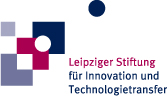 Leipziger Stiftung
für Innovation und
Technologietransfer